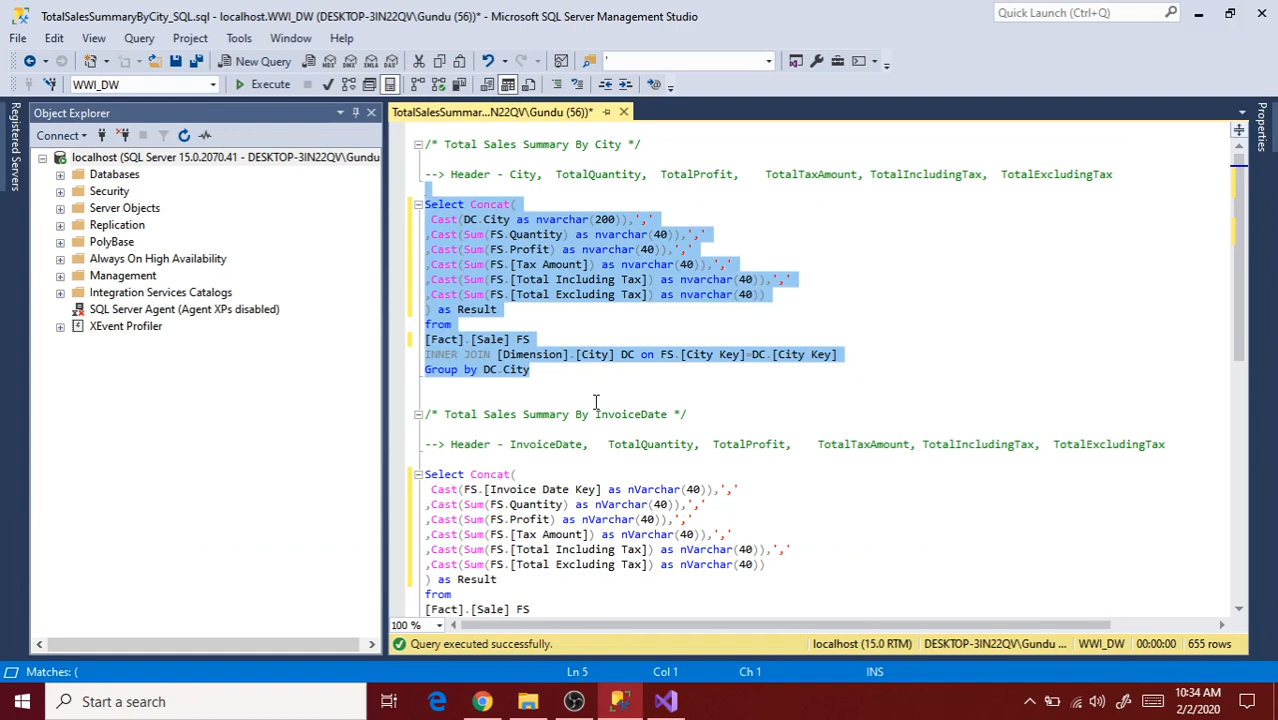 TotalSalesSummaryByCity_SQL.sql - localhost.WWI_DW (DESKTOP-3IN22QV\Gundu (56))* - Microsoft SQL Server Management Studio
Quick Launch (Ctrl+Q)
File Edit View Query Project Tools Window Help
New Query
MDX DMX XMLA DAX
'
WWI_DW
Execute
Registered Servers
Object Explorer
TotalSalesSummar...N22QV\Gundu (56))*
Properties
Connect
localhost (SQL Server 15.0.2070.41 - DESKTOP-3IN22QV\Gundu
Databases
Security
Server Objects
Replication
PolyBase
Always On High Availability
Management
Integration Services Catalogs
SQL Server Agent (Agent XPs disabled)
XEvent Profiler
/* Total Sales Summary By City */
--> Header - City, TotalQuantity, TotalProfit, TotalTaxAmount, TotalIncludingTax, TotalExcludingTax
Select Concat(
Cast(DC.City as nvarchar(200)),','
,Cast(Sum(FS.Quantity) as nvarchar(40)),','
,Cast(Sum(FS.Profit) as nvarchar(40)),','
,Cast(Sum(FS.[Tax Amount]) as nvarchar(40)),','
,Cast(Sum(FS.[Total Including Tax]) as nvarchar(40)),','
,Cast(Sum(FS.[Total Excluding Tax]) as nvarchar(40))
) as Result
from
[Fact].[Sale] FS
INNER JOIN [Dimension].[City] DC on FS.[City Key]=DC.[City Key]
Group by DC.City
/* Total Sales Summary By InvoiceDate */
--> Header - InvoiceDate, TotalQuantity, TotalProfit, TotalTaxAmount, TotalIncludingTax, TotalExcludingTax
Select Concat(
Cast(FS.[Invoice Date Key] as nVarchar(40)),','
,Cast(Sum(FS.Quantity) as nVarchar(40)),','
,Cast(Sum(FS.Profit) as nVarchar(40)),','
,Cast(Sum(FS.[Tax Amount]) as nVarchar(40)),','
,Cast(Sum(FS.[Total Including Tax]) as nVarchar(40)),','
,Cast(Sum(FS.[Total Excluding Tax]) as nVarchar(40))
) as Result
from
[Fact].[Sale] FS
100 %
Query executed successfully.
localhost (15.0 RTM) DESKTOP-3IN22QV\Gundu ... WWI_DW 00:00:00 655 rows
Matches: ( Ln 5 Col 1 Ch 1 INS
Type here to search
10:34 AM
2/2/2020